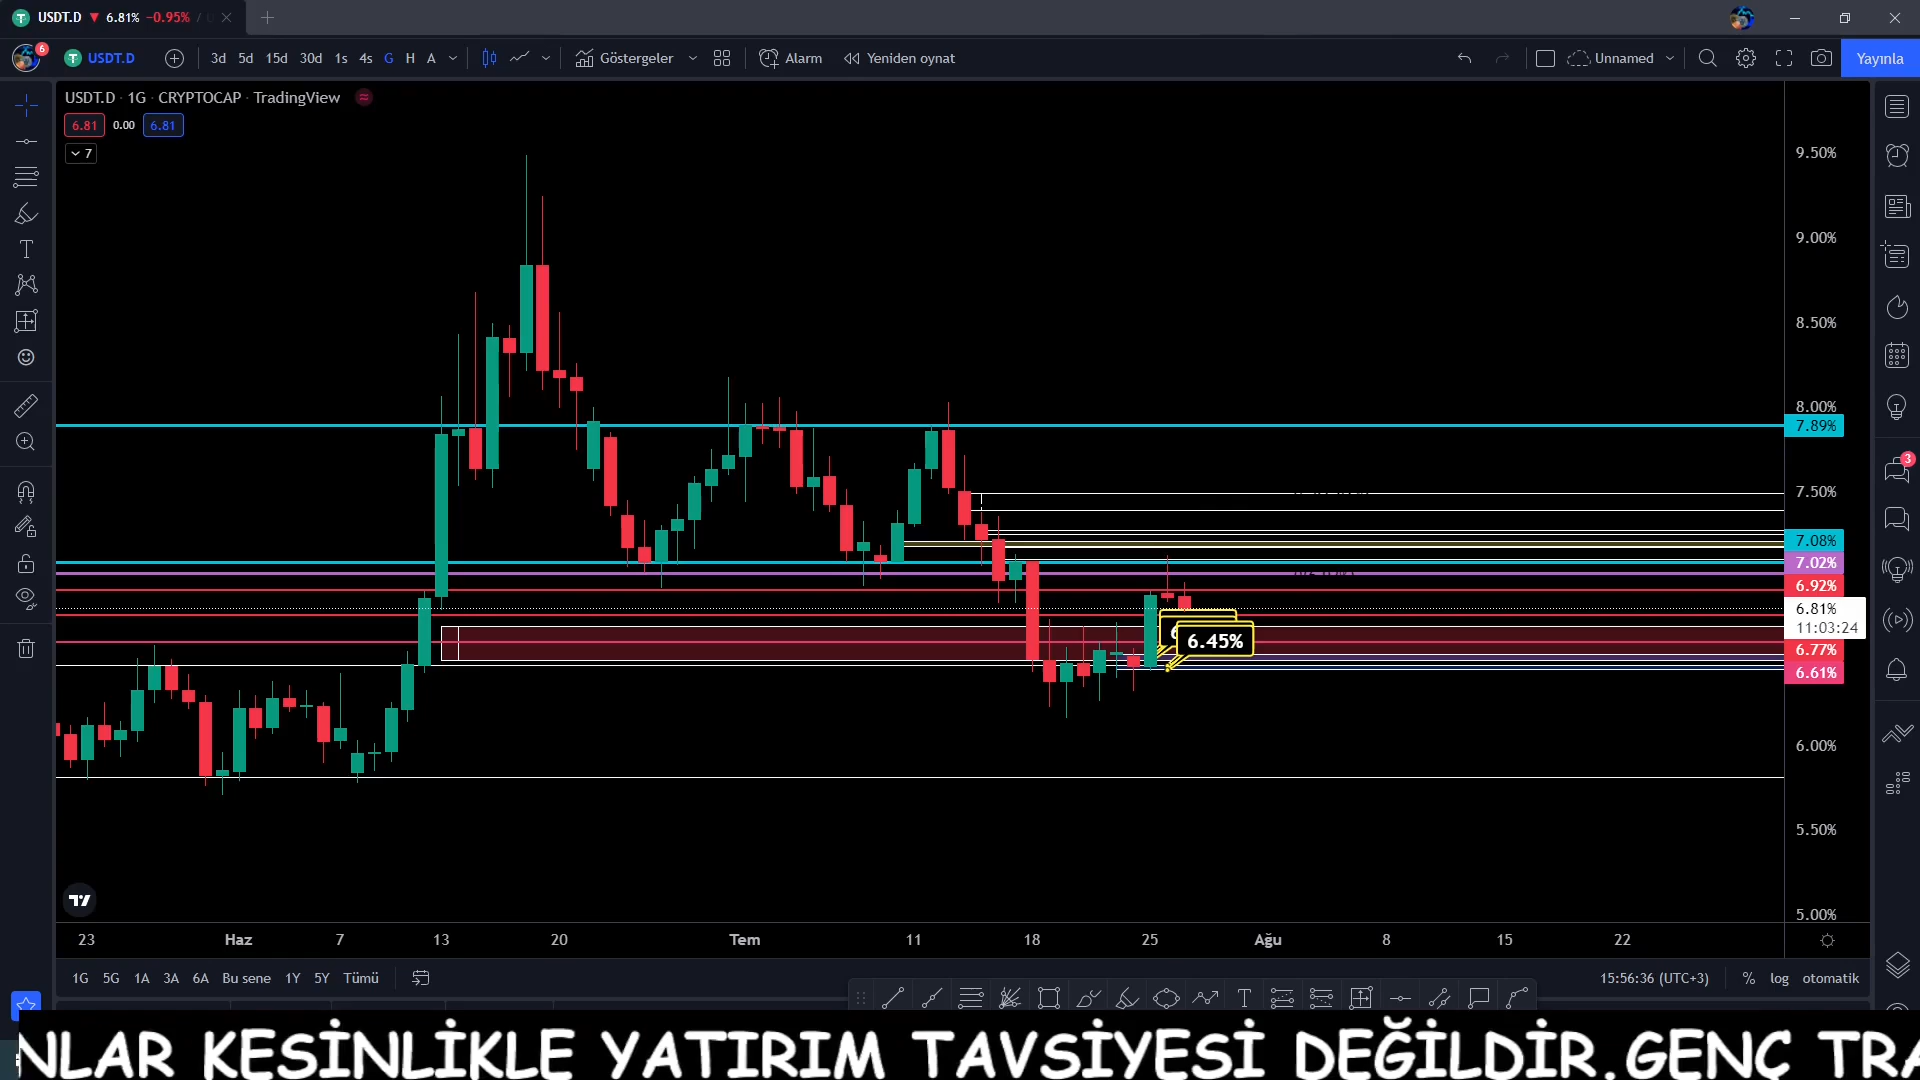 USDT.D ▼ 6.81% −0.95% /
6
USDT.D
3d 5d 15d 30d 1s 4s G H A
Göstergeler
Alarm
Yeniden oynat
Unnamed
Yayınla
USDT.D · 1G · CRYPTOCAP · TradingView
6.81 0.00 6.81
7
9.50%
9.00%
8.50%
8.00%
7.89%
7.50%
7.08%
7.02%
6.92%
6.81%
11:03:24
6.77%
6.61%
6.00%
5.50%
5.00%
6.45%
3
23 Haz 7 13 20 Tem 11 18 25 Ağu 8 15 22
1G 5G 1A 3A 6A Bu sene 1Y 5Y Tümü
15:56:36 (UTC+3) % log otomatik
NLAR KESİNLİKLE YATIRIM TAVSİYESİ DEĞİLDİR.GENÇ TRA